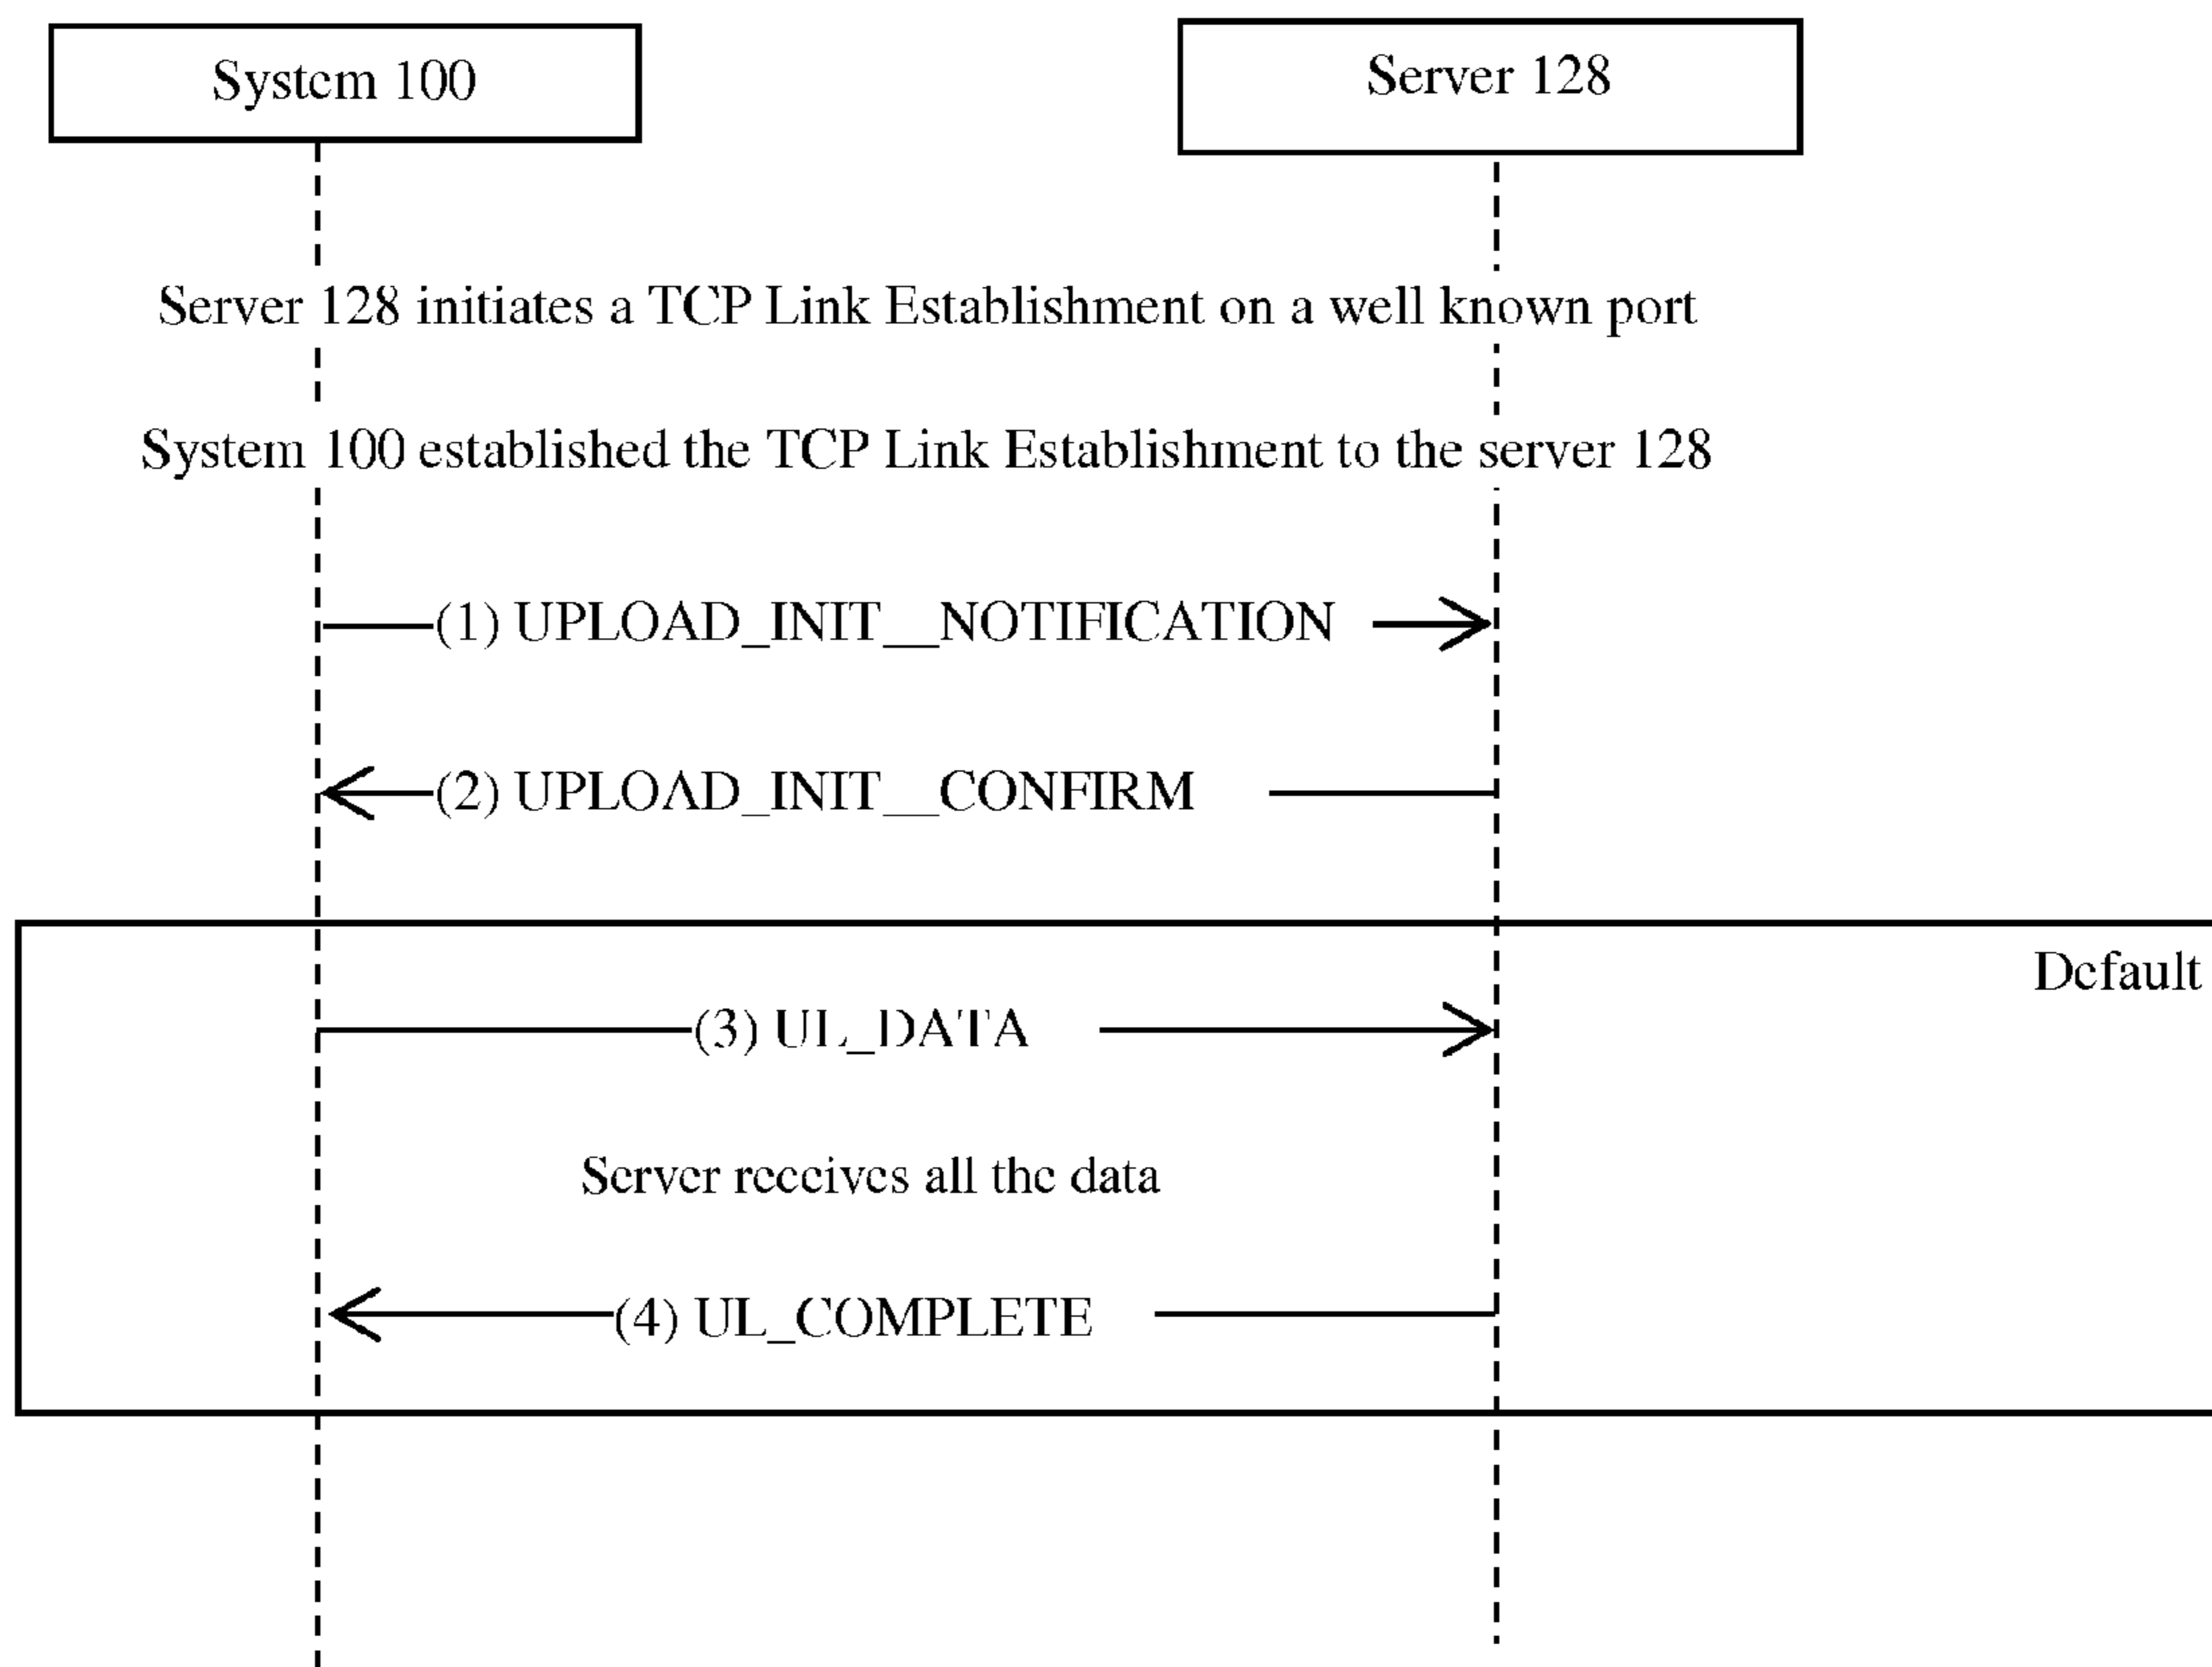 System 100
Server 128
Server 128 initiates a TCP Link Establishment on a well known port
System 100 established the TCP Link Establishment to the server 128
(1) UPLOAD_INIT__NOTIFICATION
(2) UPLOAD_INIT__CONFIRM
Default
(3) UL_DATA
Server receives all the data
(4) UL_COMPLETE